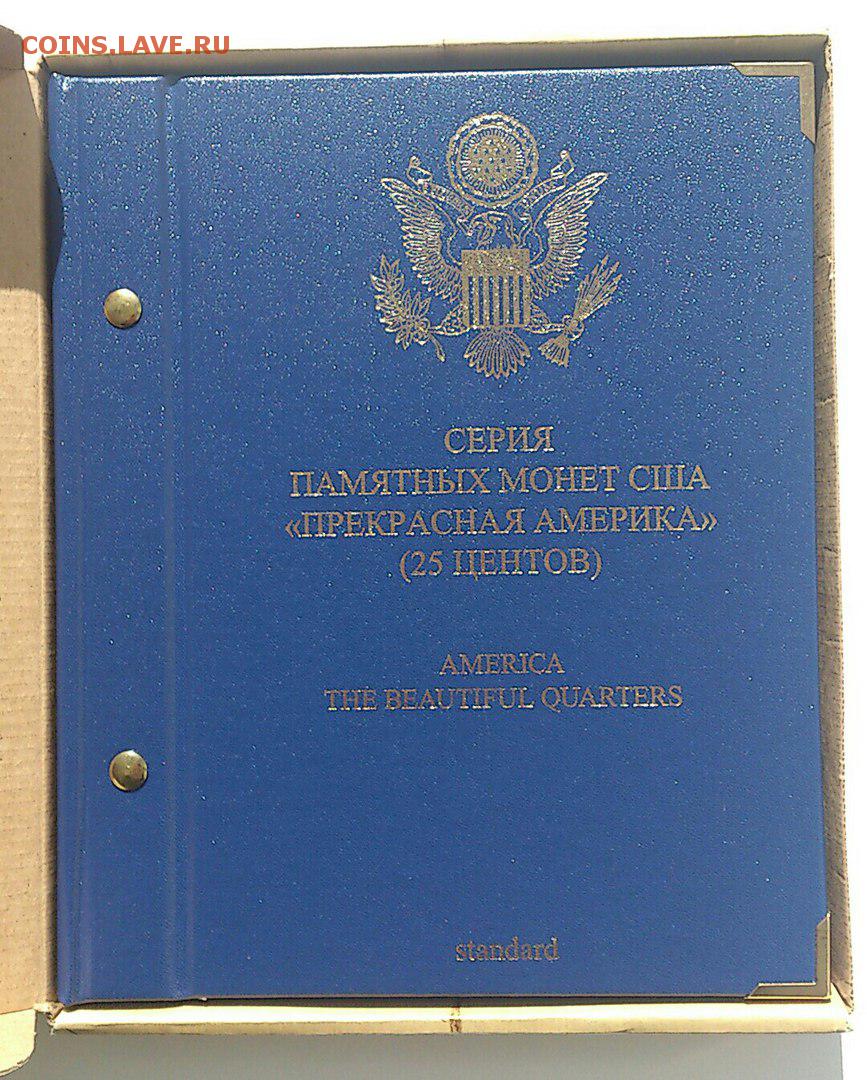 COINS.LAVE.RU
СЕРИЯ
ПАМЯТНЫХ МОНЕТ США
«ПРЕКРАСНАЯ АМЕРИКА»
(25 ЦЕНТОВ)
AMERICA
THE BEAUTIFUL QUARTERS
standard